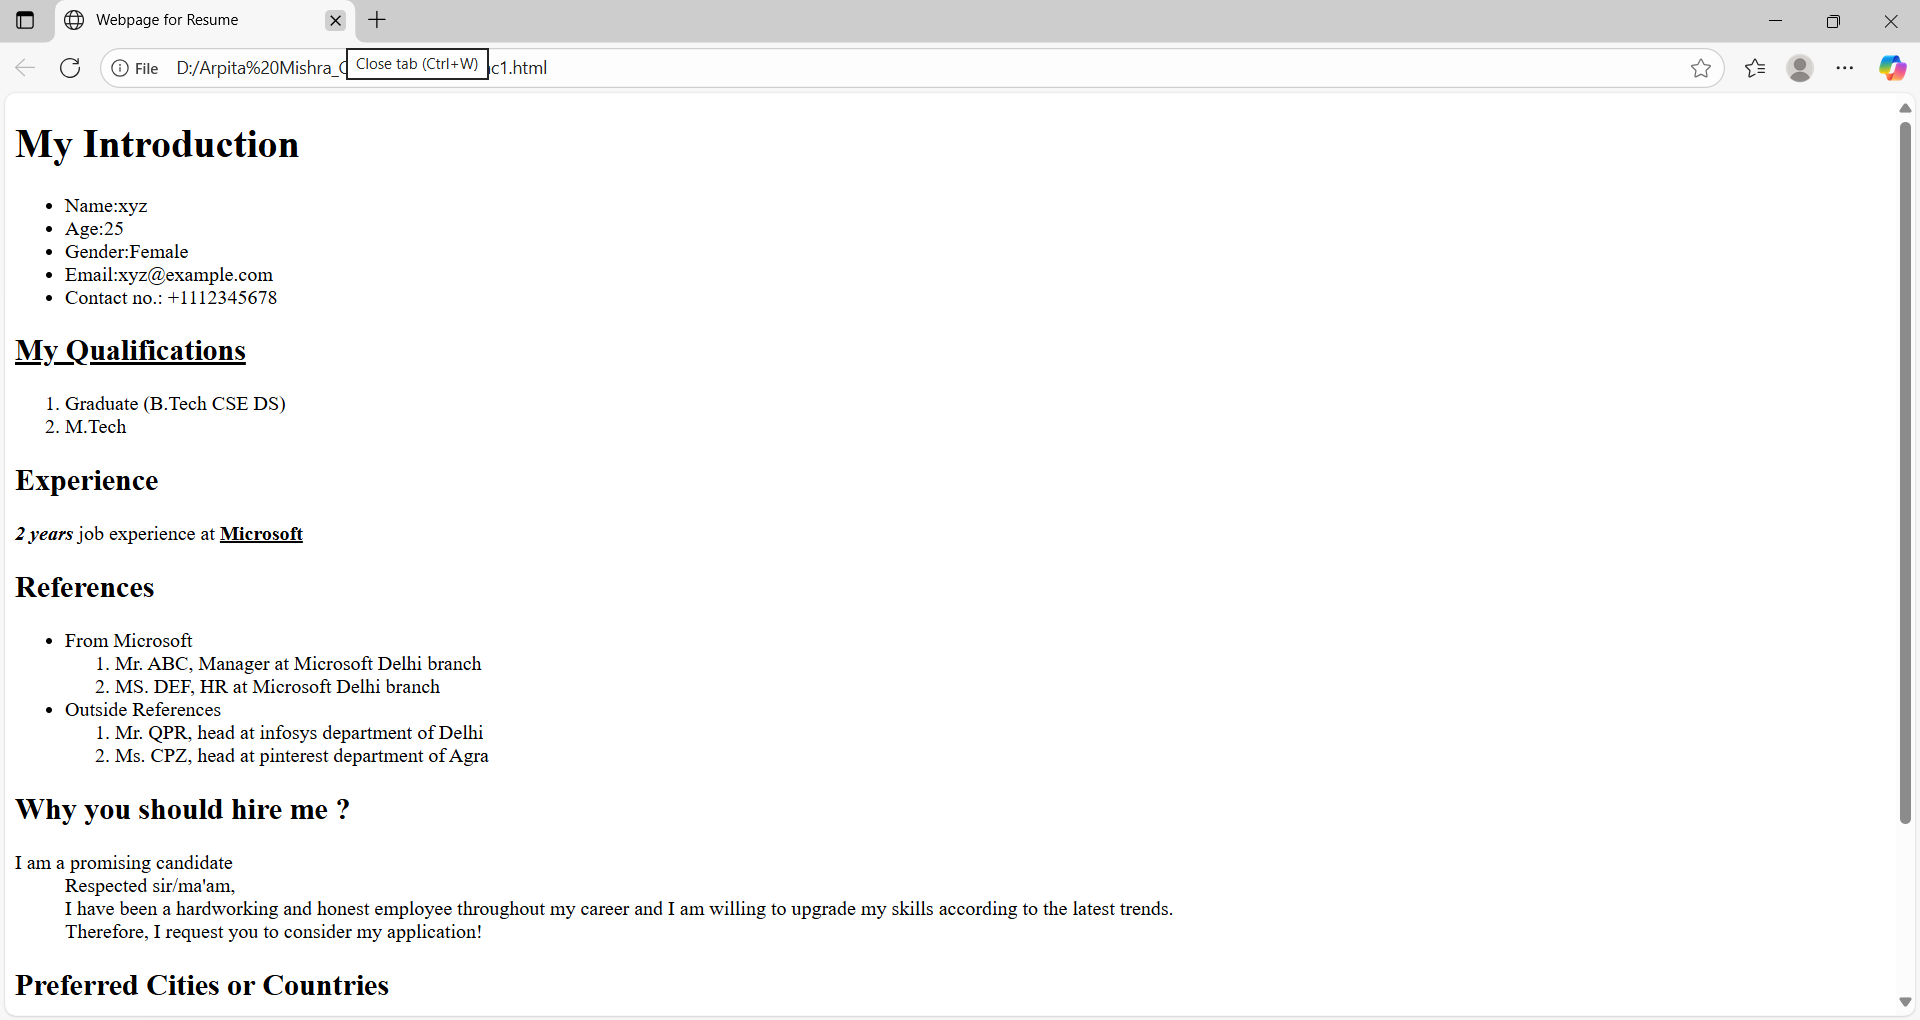 Webpage for Resume
File D:/Arpita%20Mishra_ c1.html
Close tab (Ctrl+W)
My Introduction
• Name:xyz
• Age:25
• Gender:Female
• Email:xyz@example.com
• Contact no.: +1112345678
My Qualifications
1. Graduate (B.Tech CSE DS)
2. M.Tech
Experience
2 years job experience at Microsoft
References
• From Microsoft
1. Mr. ABC, Manager at Microsoft Delhi branch
2. MS. DEF, HR at Microsoft Delhi branch
• Outside References
1. Mr. QPR, head at infosys department of Delhi
2. Ms. CPZ, head at pinterest department of Agra
Why you should hire me ?
I am a promising candidate
Respected sir/ma'am,
I have been a hardworking and honest employee throughout my career and I am willing to upgrade my skills according to the latest trends.
Therefore, I request you to consider my application!
Preferred Cities or Countries